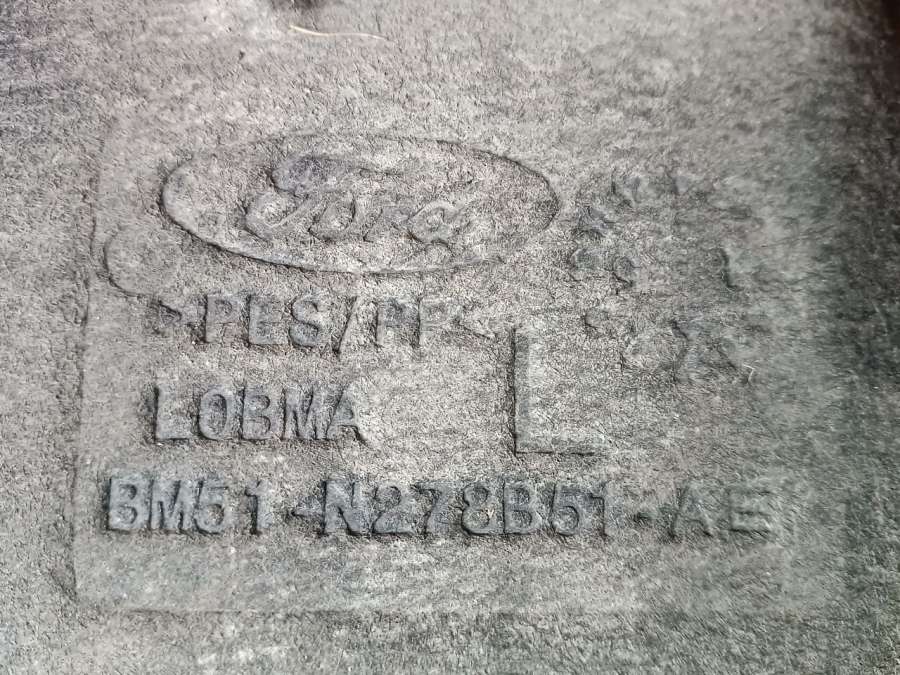 Ford
>PES/PP<
L
LOBMA
BM51-N278B51-AE